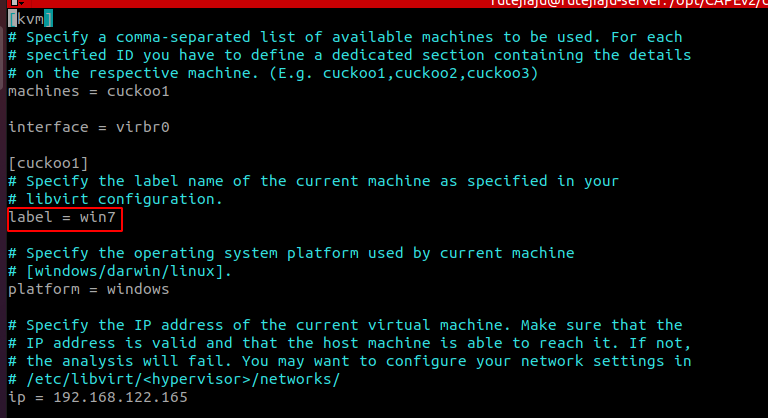 rutejiaju@rutejiaju-server: /opt/CAPEv2/
[kvm]
# Specify a comma-separated list of available machines to be used. For each
# specified ID you have to define a dedicated section containing the details
# on the respective machine. (E.g. cuckoo1,cuckoo2,cuckoo3)
machines = cuckoo1
interface = virbr0
[cuckoo1]
# Specify the label name of the current machine as specified in your
# libvirt configuration.
label = win7
# Specify the operating system platform used by current machine
# [windows/darwin/linux].
platform = windows
# Specify the IP address of the current virtual machine. Make sure that the
# IP address is valid and that the host machine is able to reach it. If not,
# the analysis will fail. You may want to configure your network settings in
# /etc/libvirt/<hypervisor>/networks/
ip = 192.168.122.165